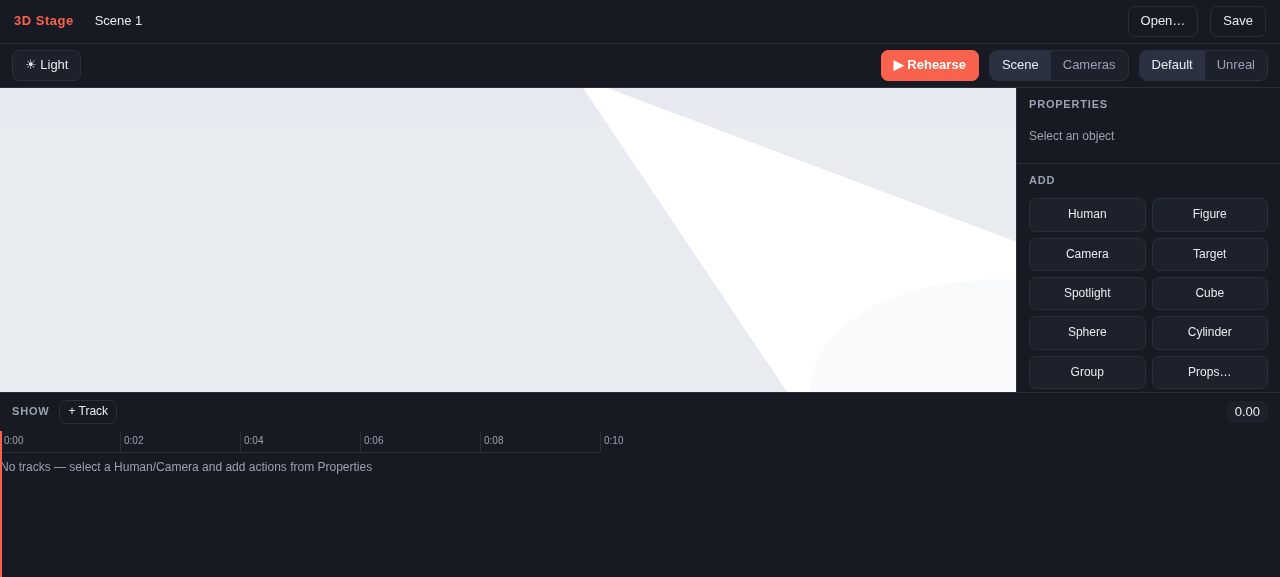 3D Stage Scene 1 Open… Save
☀ Light ▶ Rehearse Scene Cameras Default Unreal
PROPERTIES
Select an object
ADD
Human Figure
Camera Target
Spotlight Cube
Sphere Cylinder
Group Props…
SHOW + Track 0.00
0:00 0:02 0:04 0:06 0:08 0:10
No tracks — select a Human/Camera and add actions from Properties